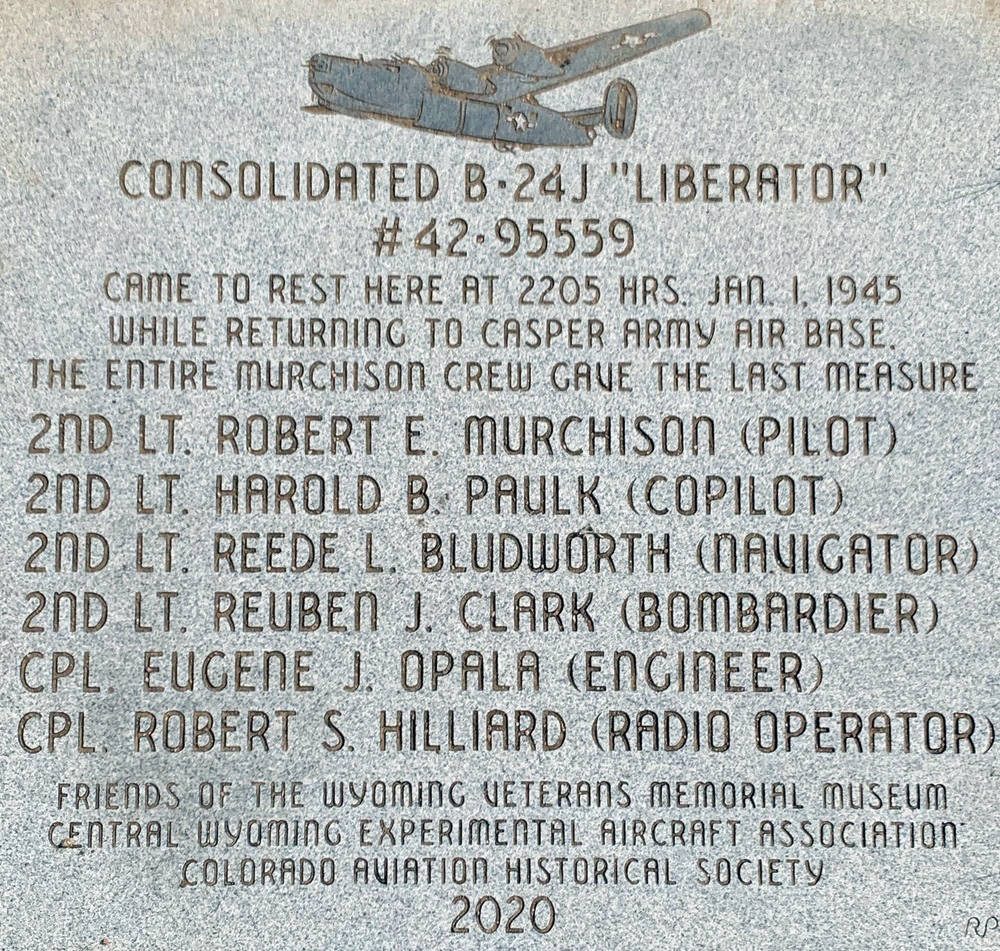 CONSOLIDATED B-24J "LIBERATOR"
#42-95559
CAME TO REST HERE AT 2205 HRS. JAN. 1, 1945
WHILE RETURNING TO CASPER ARMY AIR BASE.
THE ENTIRE MURCHISON CREW GAVE THE LAST MEASURE
2ND LT. ROBERT E. MURCHISON (PILOT)
2ND LT. HAROLD B. PAULK (COPILOT)
2ND LT. REEDE L. BLUDWORTH (NAVIGATOR)
2ND LT. REUBEN J. CLARK (BOMBARDIER)
CPL. EUGENE J. OPALA (ENGINEER)
CPL. ROBERT S. HILLIARD (RADIO OPERATOR)
FRIENDS OF THE WYOMING VETERANS MEMORIAL MUSEUM
CENTRAL WYOMING EXPERIMENTAL AIRCRAFT ASSOCIATION
COLORADO AVIATION HISTORICAL SOCIETY
2020
RP